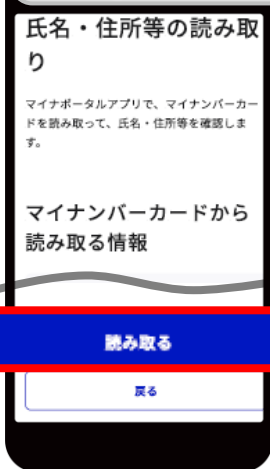 氏名・住所等の読み取
り
マイナポータルアプリで、マイナンバーカー
ドを読み取って、氏名・住所等を確認しま
す。
マイナンバーカードから
読み取る情報
読み取る
戻る